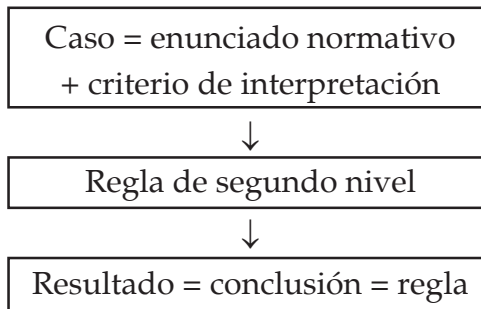 Caso = enunciado normativo
+ criterio de interpretación
↓
Regla de segundo nivel
↓
Resultado = conclusión = regla